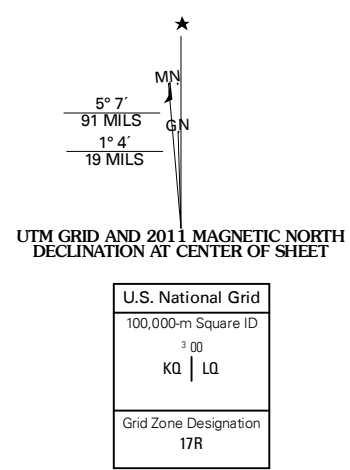 ★
MN
5° 7´
91 MILS
GN
1° 4´
19 MILS
UTM GRID AND 2011 MAGNETIC NORTH
DECLINATION AT CENTER OF SHEET
U.S. National Grid
100,000-m Square ID
3 00
KQ | LQ
Grid Zone Designation
17R